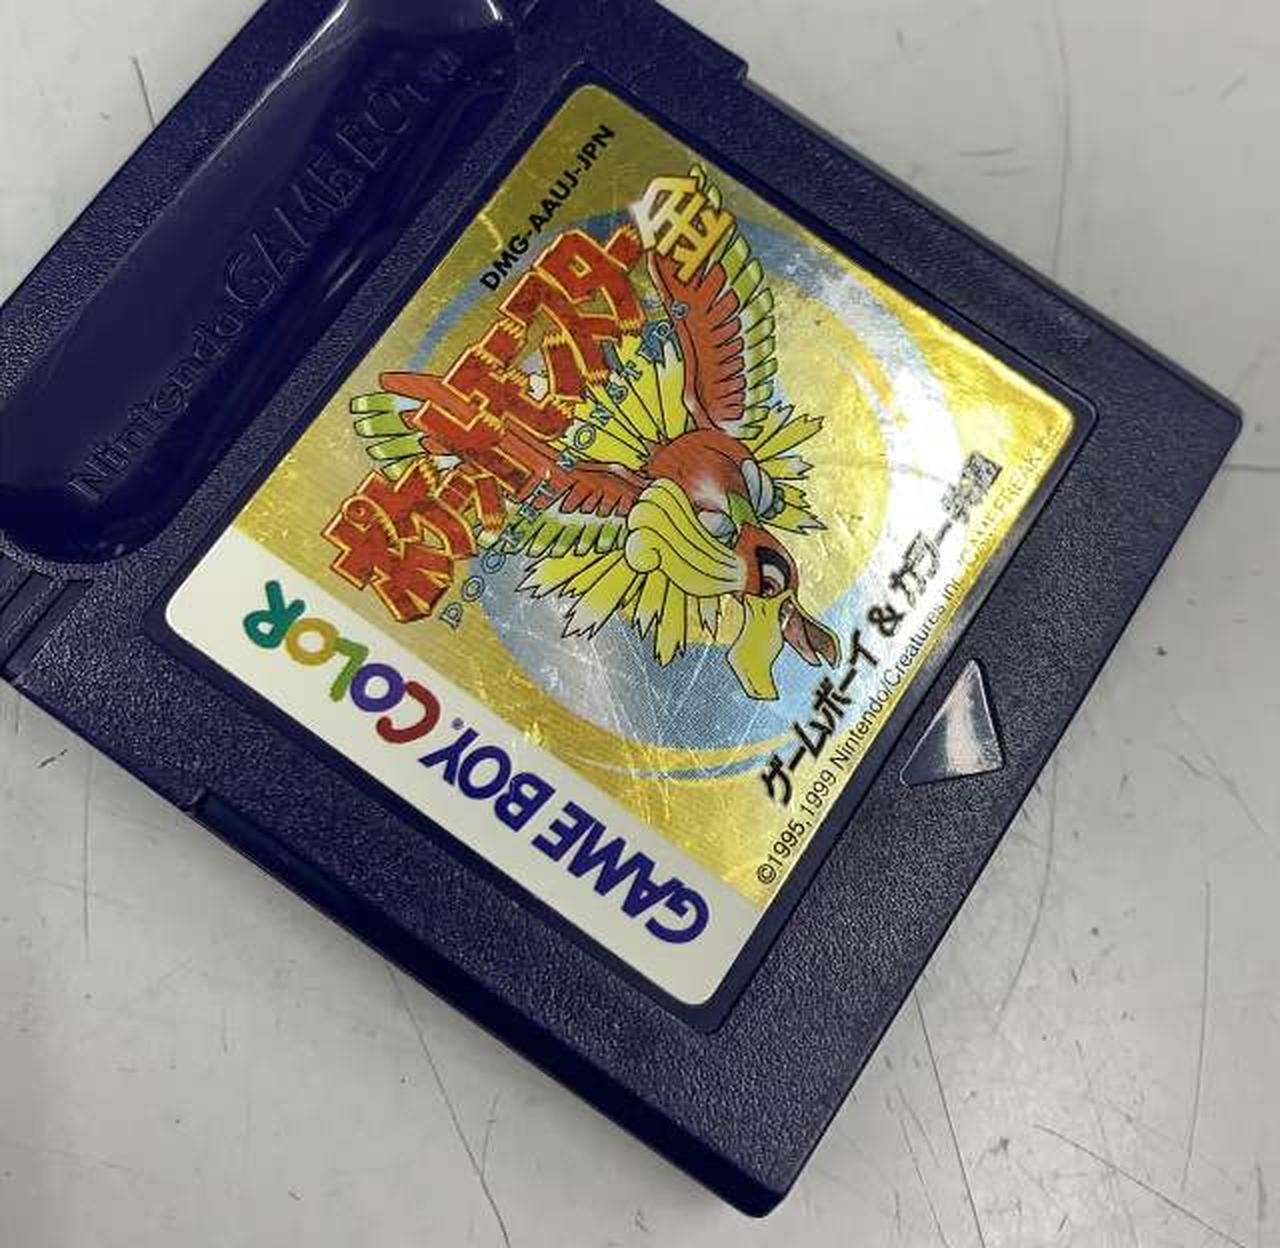 Nintendo GAME BOY™
DMG-AAUJ-JPN
ポケットモンスター
金
POCKET MONSTERS
ゲームボーイ & カラー共通
©1995,1999 Nintendo/Creatures inc./GAME FREAK
GAME BOY® COLOR